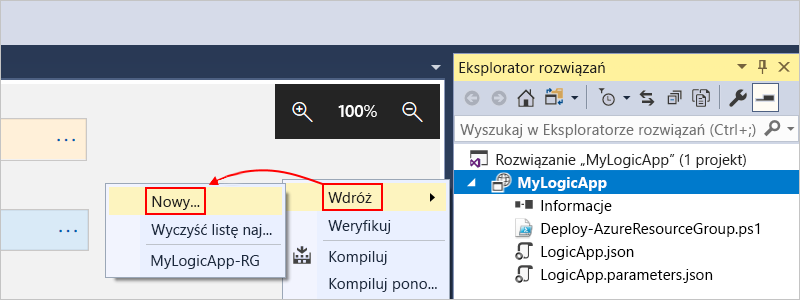 Eksplorator rozwiązań
100%
Wyszukaj w Eksploratorze rozwiązań (Ctrl+;)
Rozwiązanie „MyLogicApp” (1 projekt)
MyLogicApp
Informacje
Deploy-AzureResourceGroup.ps1
LogicApp.json
LogicApp.parameters.json
Wdróż
Weryfikuj
Kompiluj
Kompiluj pono...
Nowy...
Wyczyść listę naj...
MyLogicApp-RG